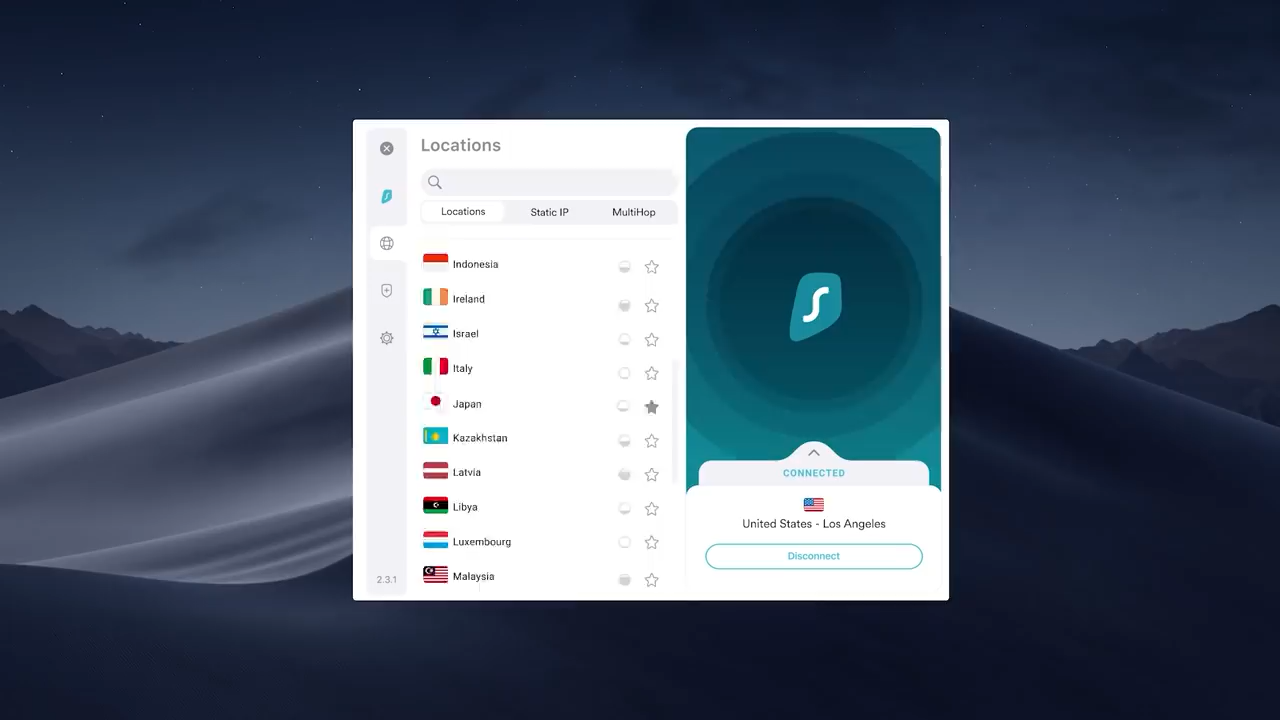 Locations
Locations
Static IP
MultiHop
Indonesia
Ireland
Israel
Italy
Japan
Kazakhstan
Latvia
Libya
Luxembourg
Malaysia
2.3.1
CONNECTED
United States - Los Angeles
Disconnect